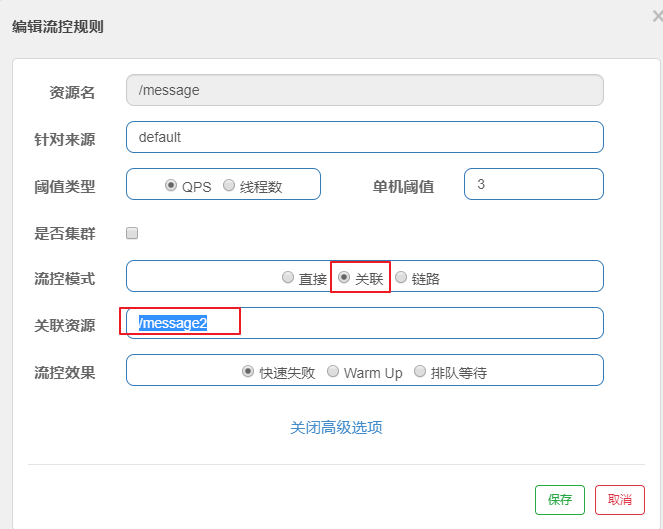 编辑流控规则
资源名 /message
针对来源 default
阈值类型 QPS 线程数 单机阈值 3
是否集群
流控模式 直接 关联 链路
关联资源 /message2
流控效果 快速失败 Warm Up 排队等待
关闭高级选项
保存 取消